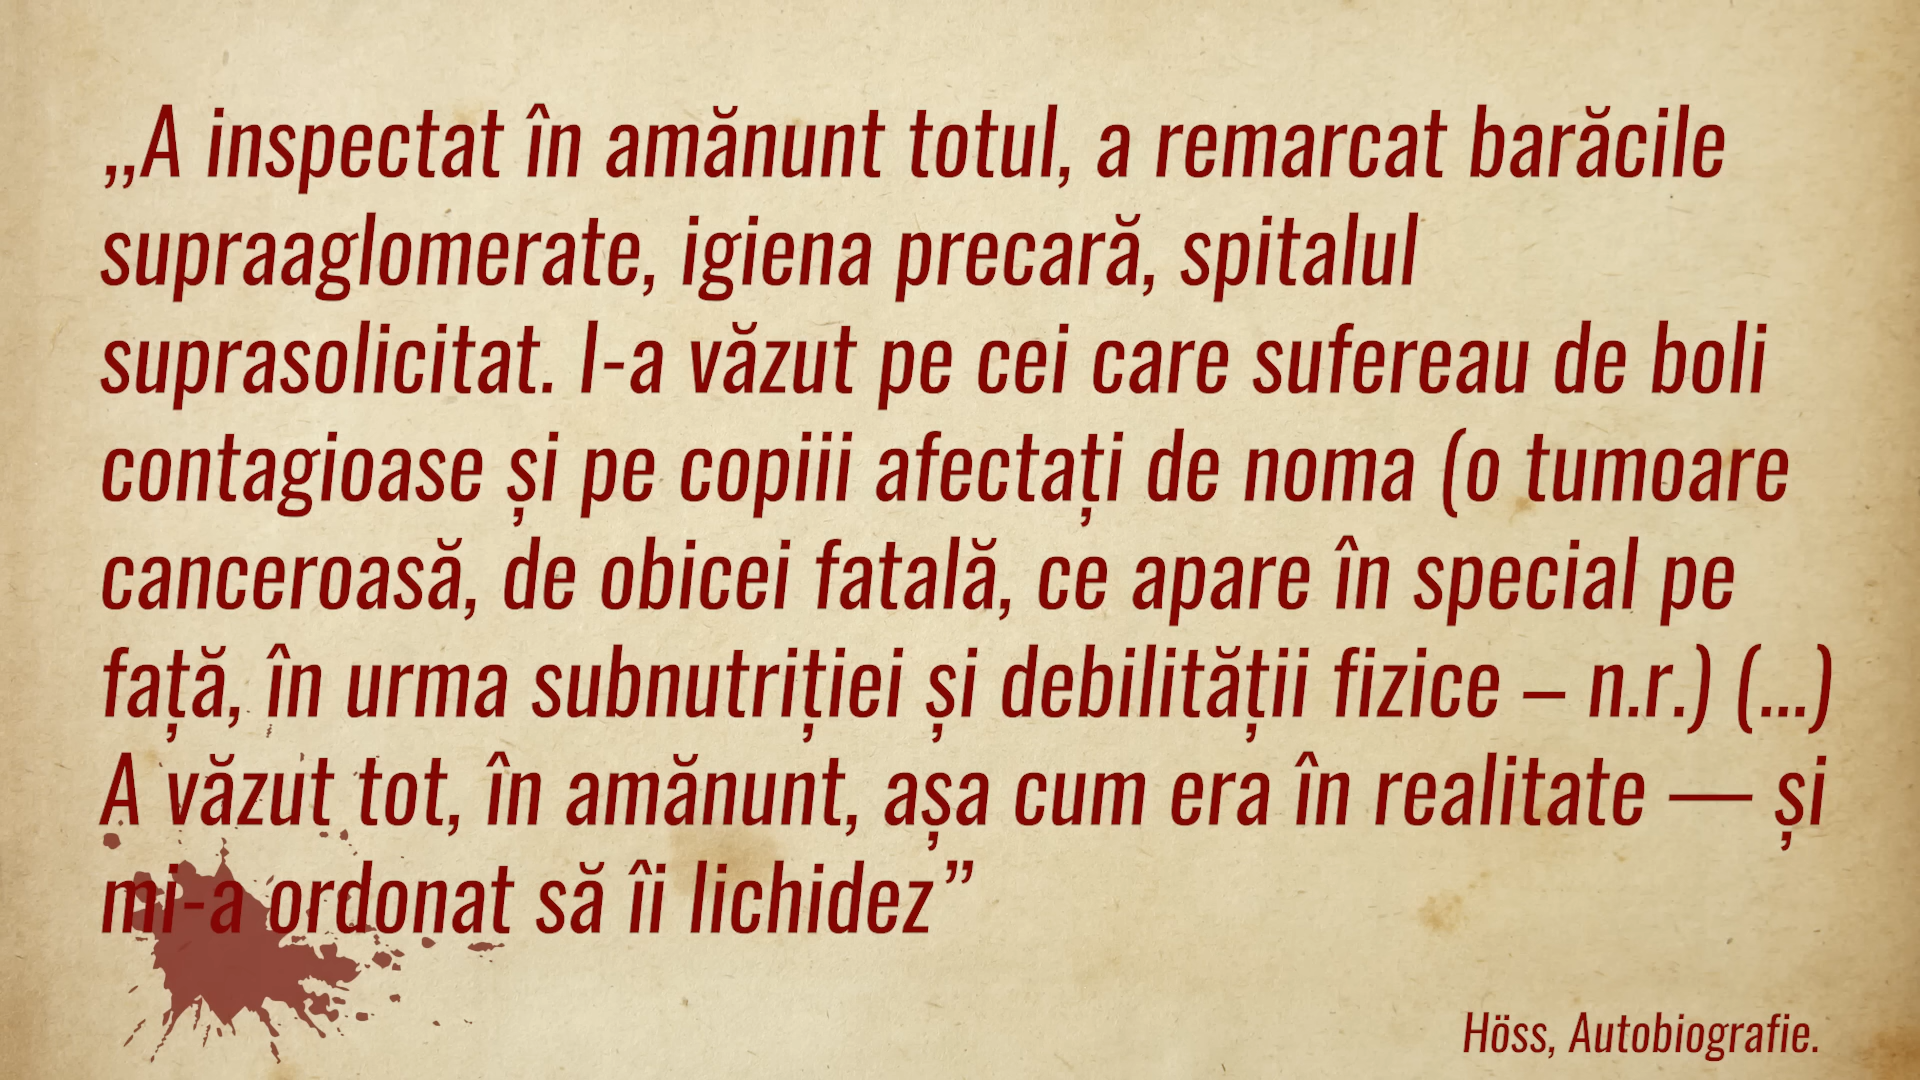 „A inspectat în amănunt totul, a remarcat barăcile
supraaglomerate, igiena precară, spitalul
suprasolicitat. I-a văzut pe cei care sufereau de boli
contagioase și pe copiii afectați de noma (o tumoare
canceroasă, de obicei fatală, ce apare în special pe
față, în urma subnutriției și debilității fizice – n.r.) (...)
A văzut tot, în amănunt, așa cum era în realitate — și
mi-a ordonat să îi lichidez”
Höss, Autobiografie.